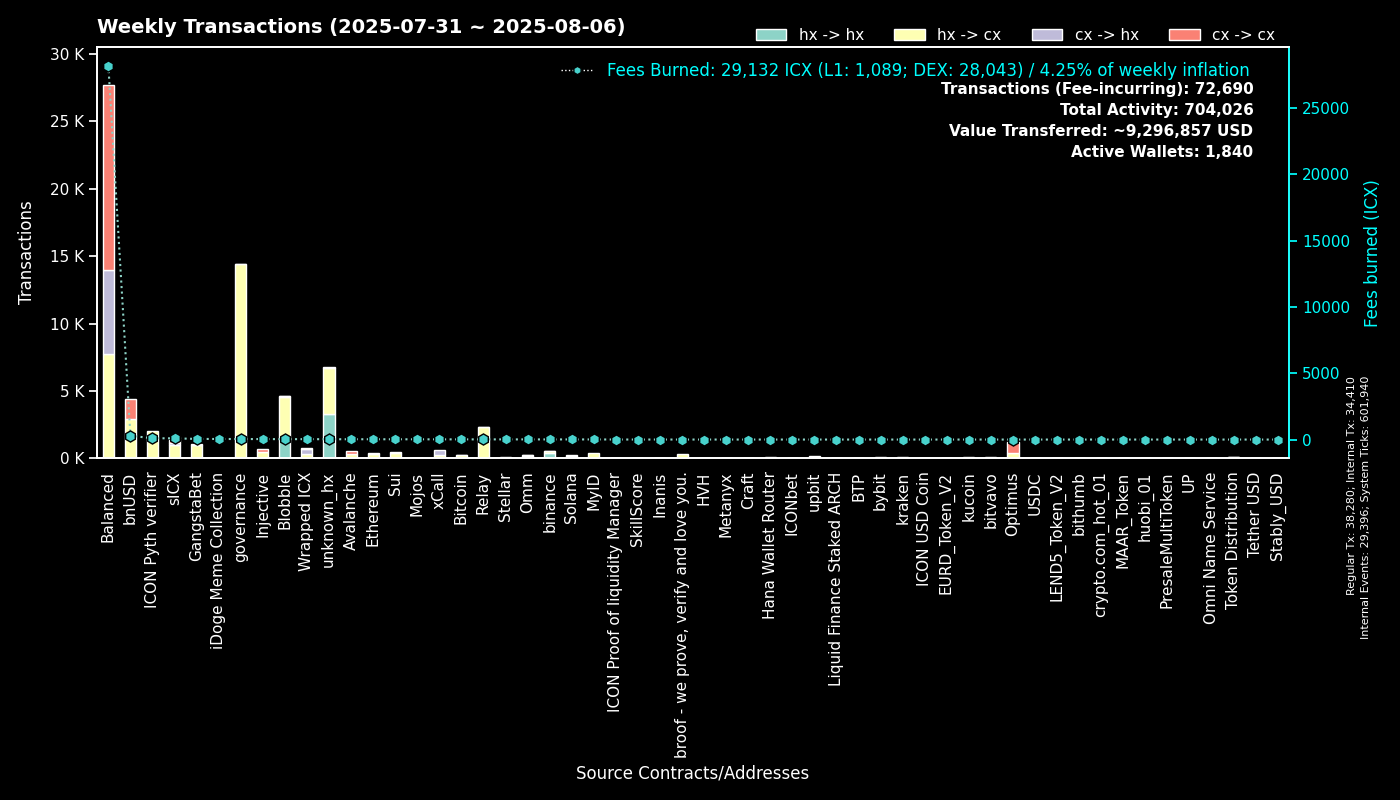 Weekly Transactions (2025-07-31 ~ 2025-08-06)
hx -> hx
hx -> cx
cx -> hx
cx -> cx
Fees Burned: 29,132 ICX (L1: 1,089; DEX: 28,043) / 4.25% of weekly inflation
Transactions (Fee-incurring): 72,690
Total Activity: 704,026
Value Transferred: ~9,296,857 USD
Active Wallets: 1,840
Transactions
30 K
25 K
20 K
15 K
10 K
5 K
0 K
25000
20000
15000
10000
5000
0
Fees burned (ICX)
Regular Tx: 38,280; Internal Tx: 34,410
Internal Events: 29,396; System Ticks: 601,940
Balanced
bnUSD
ICON Pyth verifier
sICX
GangstaBet
iDoge Meme Collection
governance
Injective
Blobble
Wrapped ICX
unknown_hx
Avalanche
Ethereum
Sui
Mojos
xCall
Bitcoin
Relay
Stellar
Omm
binance
Solana
MyID
ICON Proof of liquidity Manager
SkillScore
Inanis
broof - we prove, verify and love you.
HVH
Metanyx
Craft
Hana Wallet Router
ICONbet
upbit
Liquid Finance Staked ARCH
BTP
bybit
kraken
ICON USD Coin
EURD_Token_V2
kucoin
bitvavo
Optimus
USDC
LEND5_Token_V2
bithumb
crypto.com_hot_01
MAAR_Token
huobi_01
PresaleMultiToken
UP
Omni Name Service
Token Distribution
Tether USD
Stably_USD
Source Contracts/Addresses